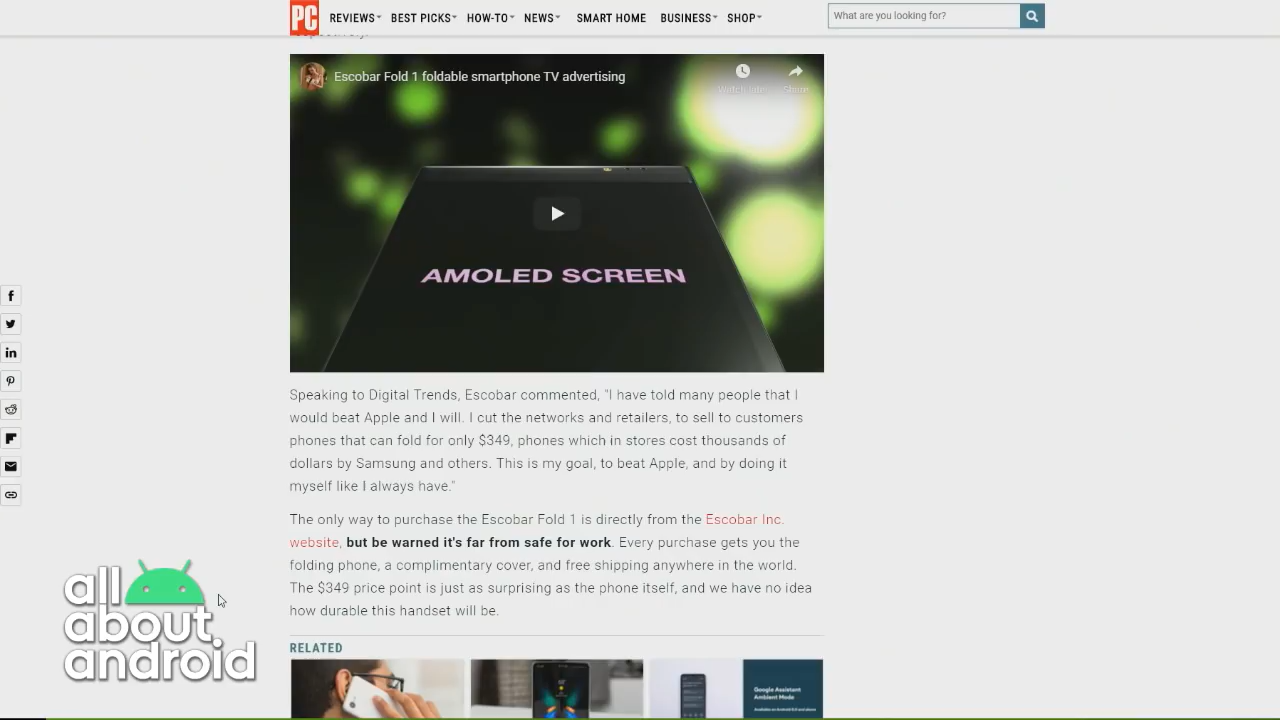 PC
REVIEWS
BEST PICKS
HOW-TO
NEWS
SMART HOME
BUSINESS
SHOP
What are you looking for?
Escobar Fold 1 foldable smartphone TV advertising
Watch later
Share
AMOLED SCREEN
Speaking to Digital Trends, Escobar commented, "I have told many people that I
would beat Apple and I will. I cut the networks and retailers, to sell to customers
phones that can fold for only $349, phones which in stores cost thousands of
dollars by Samsung and others. This is my goal, to beat Apple, and by doing it
myself like I always have."
The only way to purchase the Escobar Fold 1 is directly from the Escobar Inc.
website, but be warned it's far from safe for work. Every purchase gets you the
folding phone, a complimentary cover, and free shipping anywhere in the world.
The $349 price point is just as surprising as the phone itself, and we have no idea
how durable this handset will be.
RELATED
Google Assistant
Ambient Mode
all
about
android